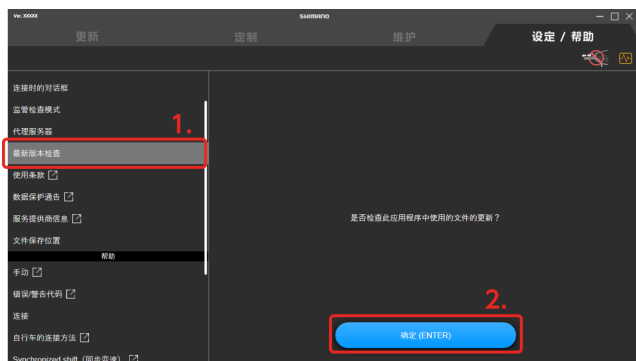 Ver. XXXXX
SHIMANO
更新
定制
维护
设定 / 帮助
连接时的对话框
监管检查模式
代理服务器
1.
最新版本检查
使用条款
数据保护通告
服务提供商信息
文件保存位置
帮助
手动
错误/警告代码
连接
自行车的连接方法
Synchronized shift（同步变速）
是否检查此应用程序中使用的文件的更新？
2.
确定 (ENTER)